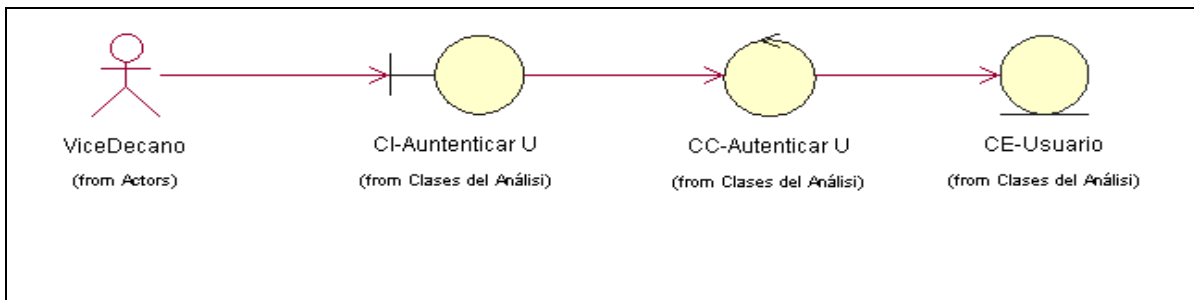 ViceDecano
(from Actors)
CI-Auntenticar U
(from Clases del Análisi)
CC-Autenticar U
(from Clases del Análisi)
CE-Usuario
(from Clases del Análisi)